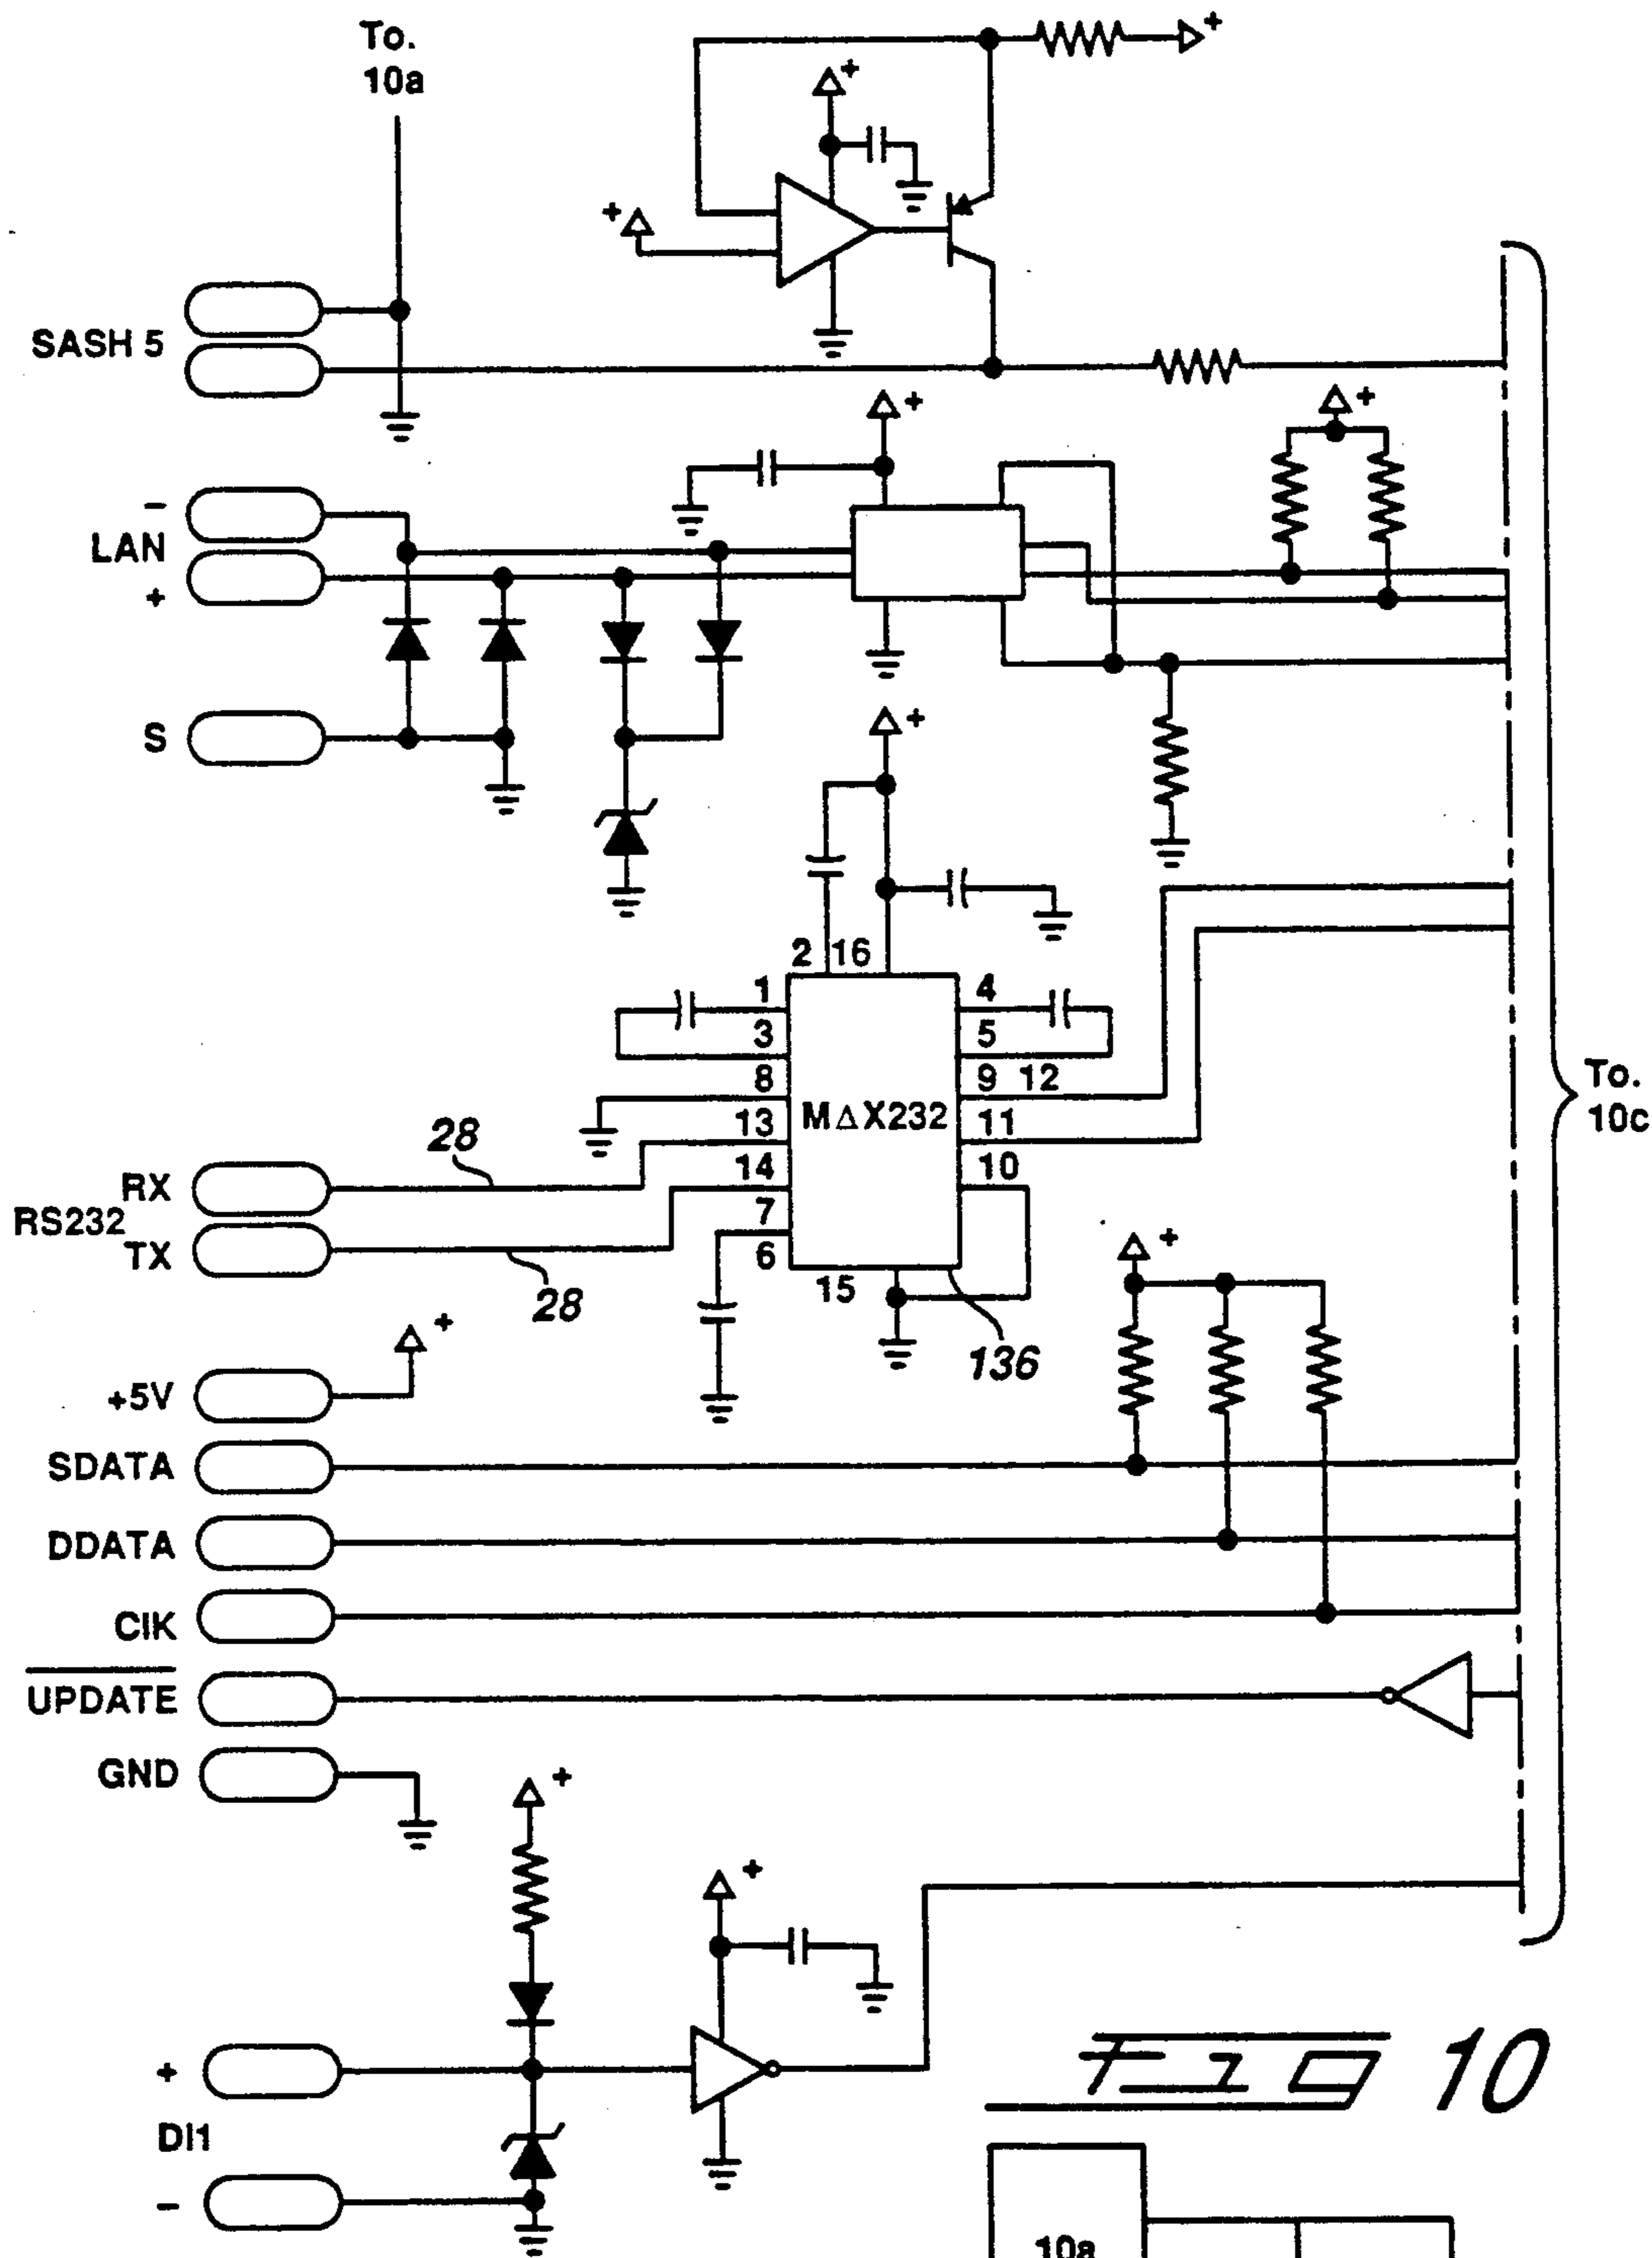 To.
10a
+
+
+
SASH 5
+
+
−
LAN
+
S
+
2 16
1
3
8
13
14
7
6
15
4
5
9 12
11
10
MΔX232
To.
10c
28
RX
RS232
TX
28
136
+
+
+5V
SDATA
DDATA
ClK
UPDATE
GND
+
+
+
DI1
−
Fig 10
10a